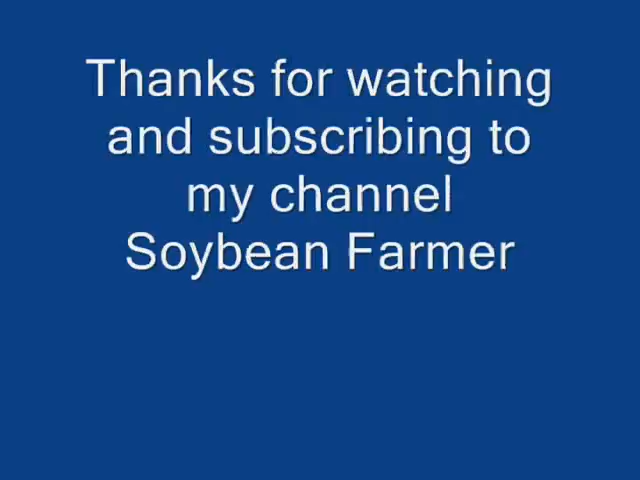 Thanks for watching
and subscribing to
my channel
Soybean Farmer